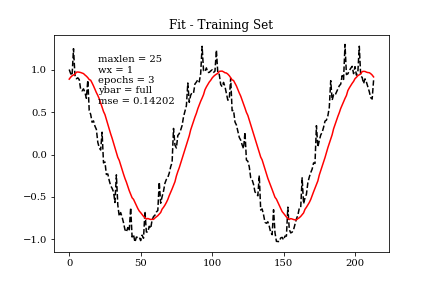 Fit - Training Set
maxlen = 25
wx = 1
epochs = 3
ybar = full
mse = 0.14202
1.0
0.5
0.0
−0.5
−1.0
0 50 100 150 200